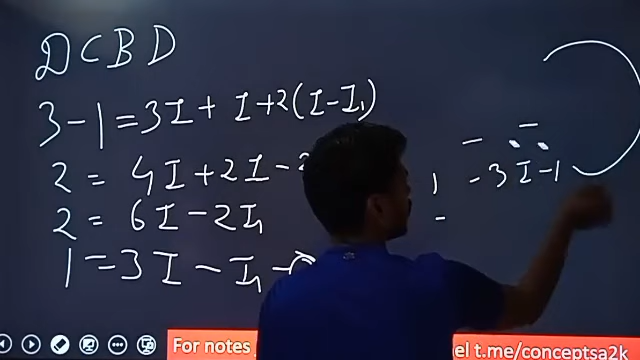 DCBD
3-1=3I+ I+2(I-I₁)
2 = 4I+2I-2
2 = 6I-2I₁
1=3I-I₁-
1 -3I-1
For notes
el t.me/conceptsa2k